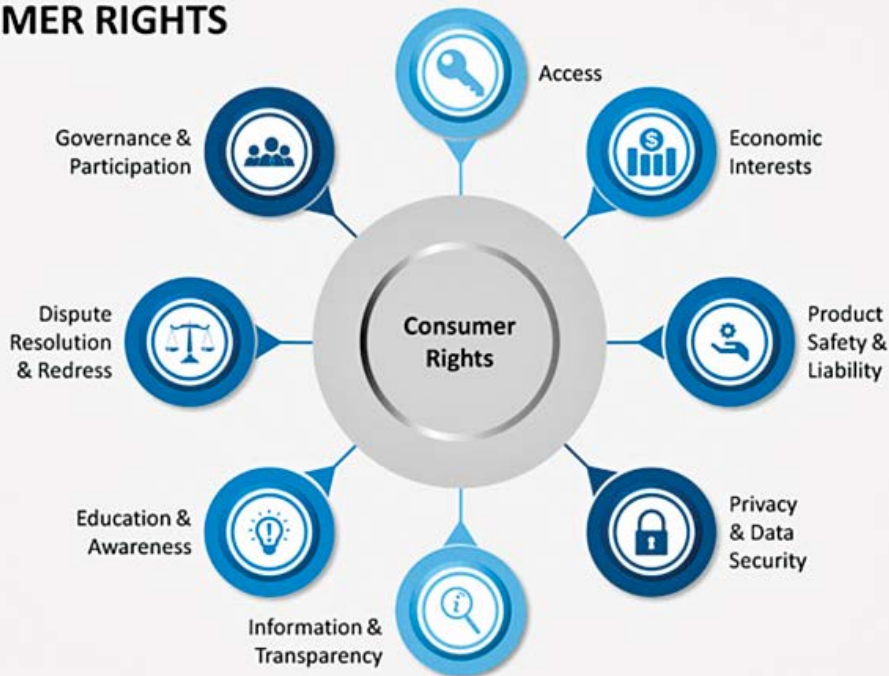 MER RIGHTS
Access
Economic
Interests
Product
Safety &
Liability
Privacy
& Data
Security
Information &
Transparency
Education &
Awareness
Dispute
Resolution
& Redress
Governance &
Participation
Consumer
Rights
$
i
!